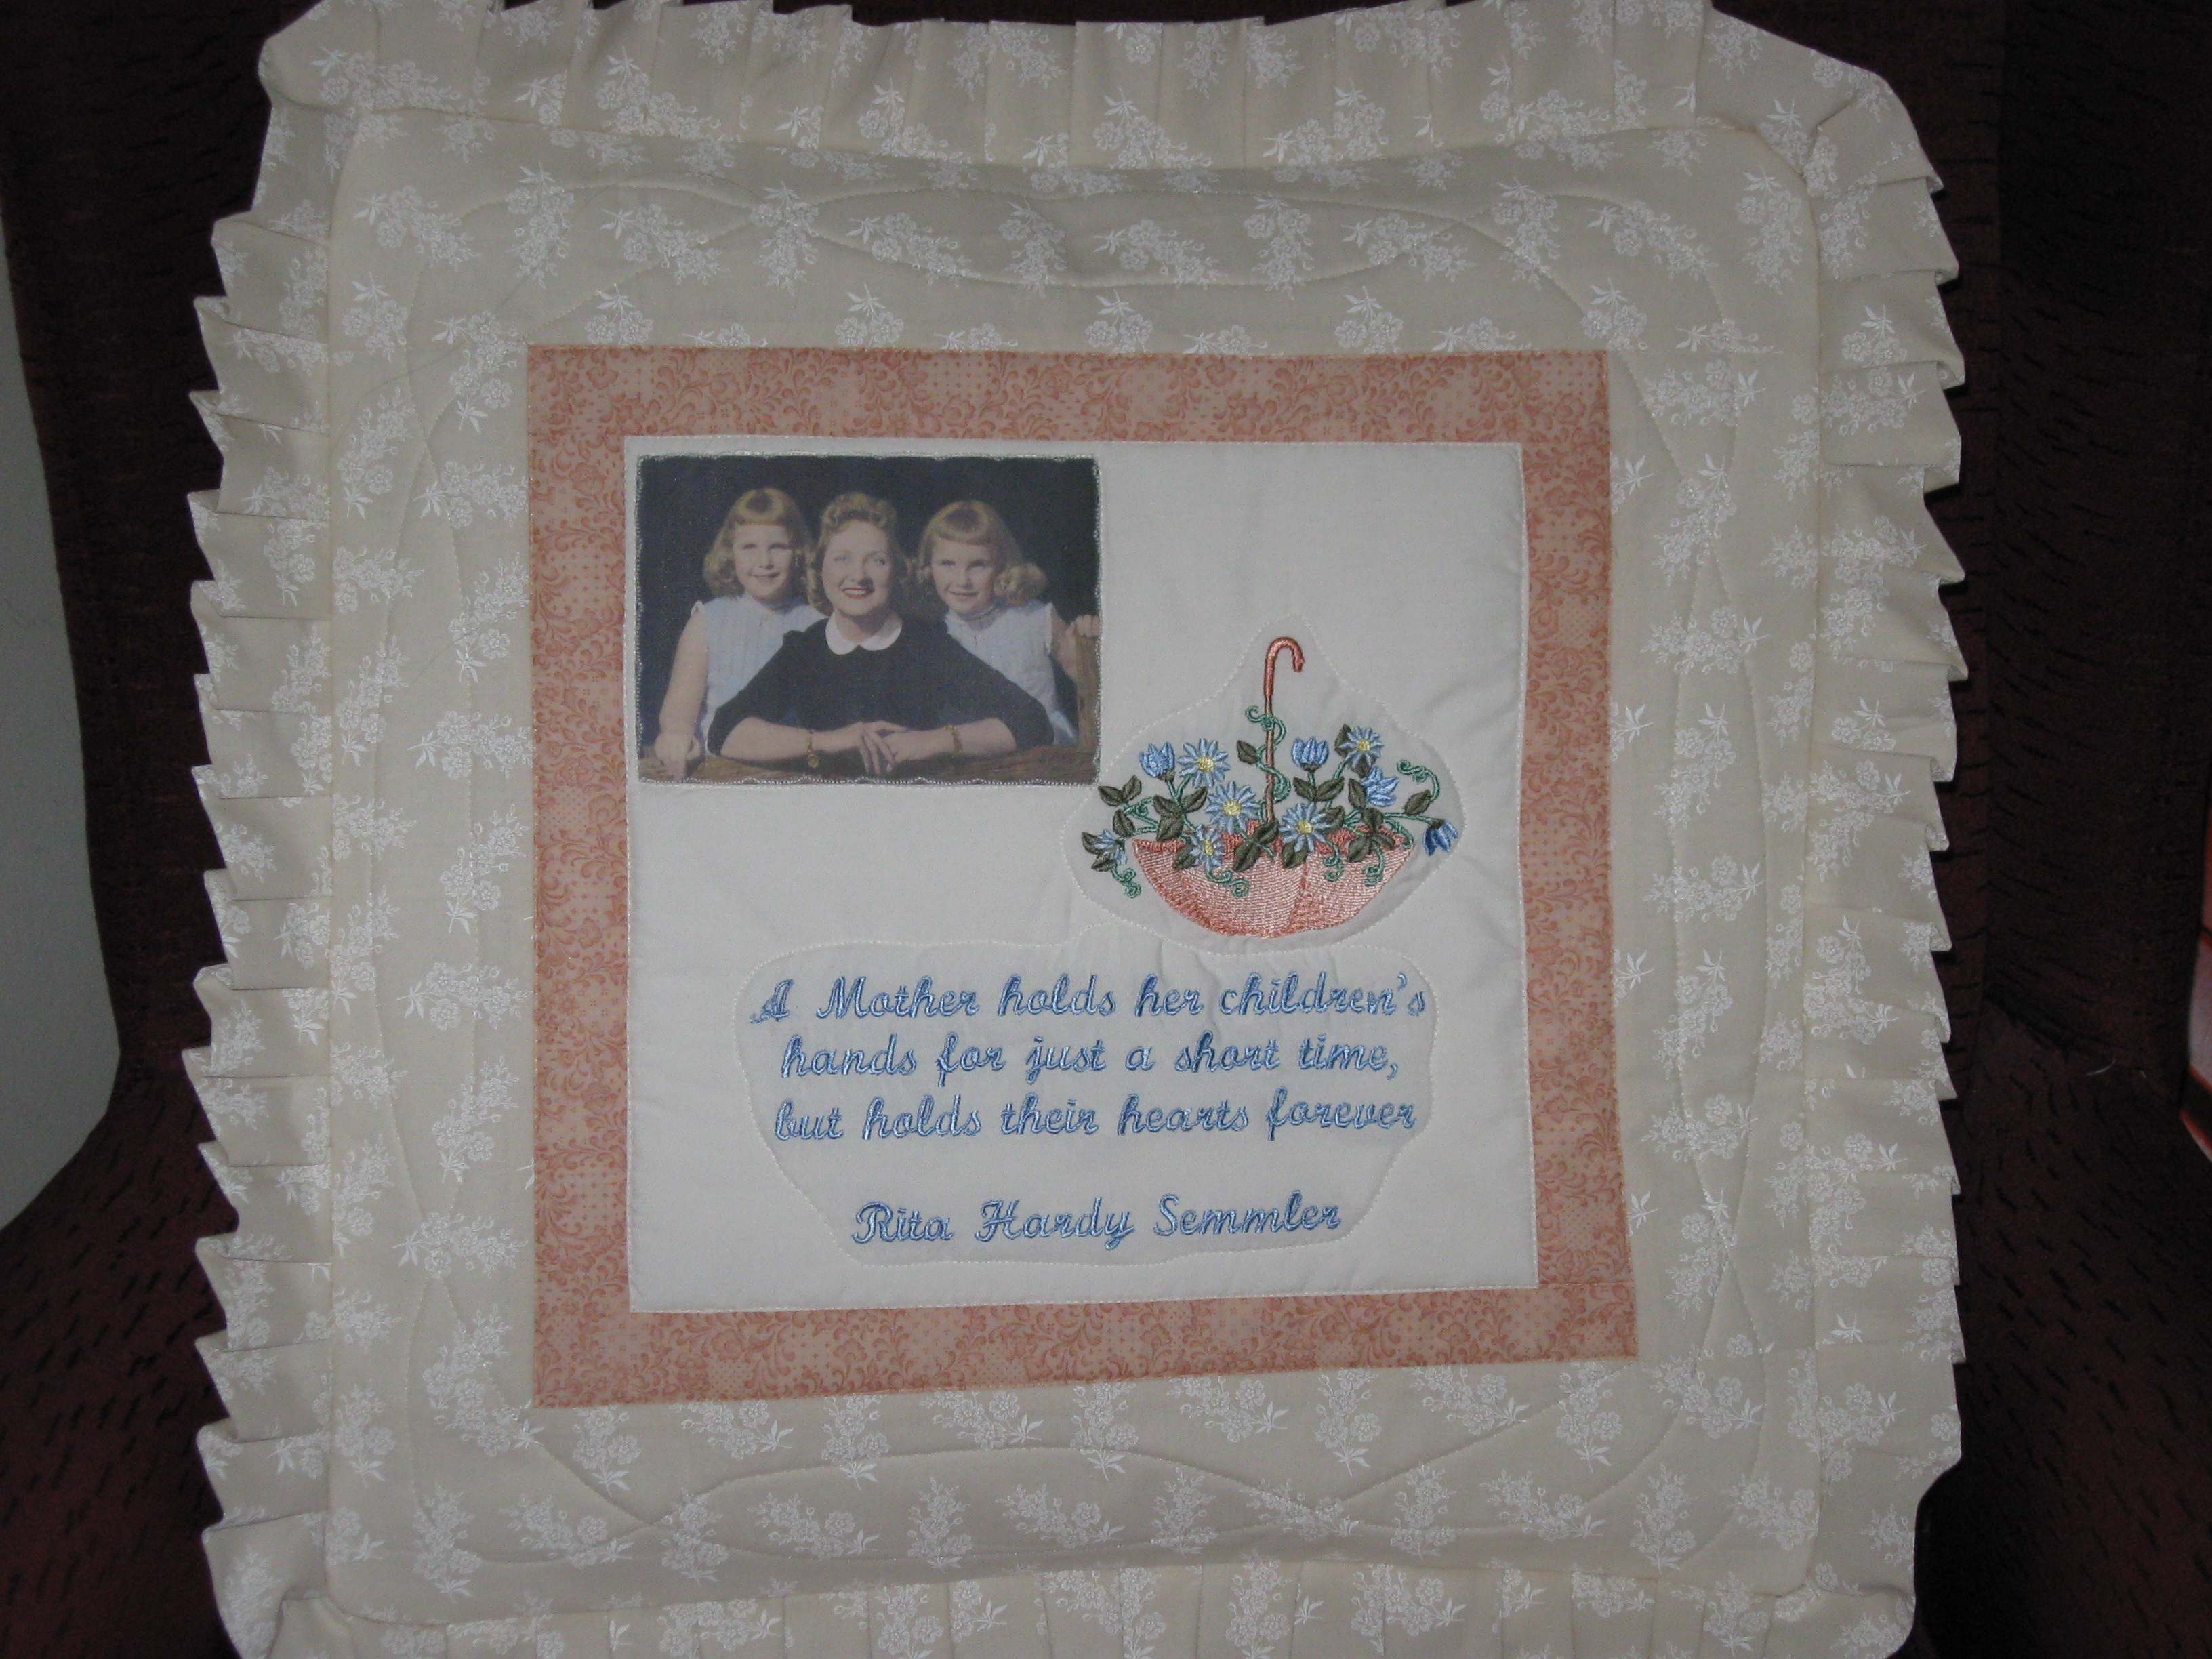 A Mother holds her children's
hands for just a short time,
but holds their hearts forever
Rita Hardy Semmler